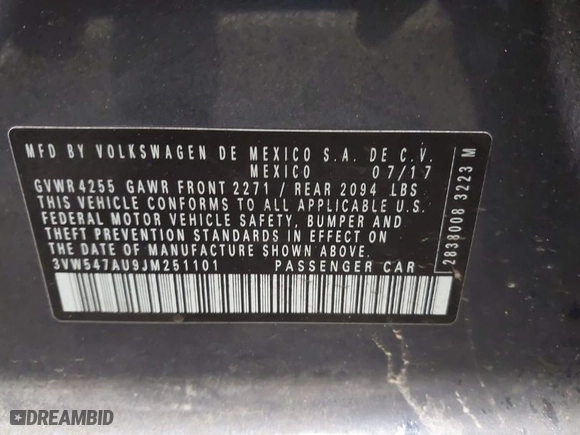 MFD BY VOLKSWAGEN DE MEXICO S.A. DE C.V.
MEXICO 07/17
GVWR 4255 GAWR FRONT 2271 / REAR 2094 LBS
THIS VEHICLE CONFORMS TO ALL APPLICABLE U.S.
FEDERAL MOTOR VEHICLE SAFETY, BUMPER AND
THEFT PREVENTION STANDARDS IN EFFECT ON
THE DATE OF MANUFACTURE SHOWN ABOVE.
3VW547AU9JM251101 PASSENGER CAR
2838008 3223 M
DREAMBID